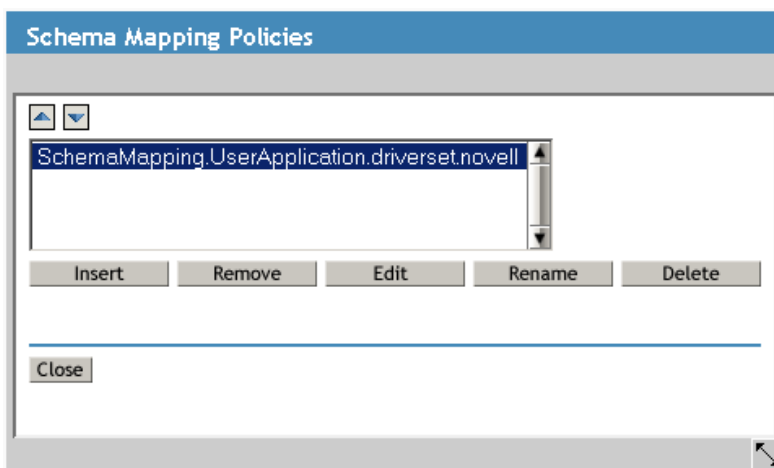 Schema Mapping Policies
SchemaMapping.UserApplication.driverset.novell
Insert Remove Edit Rename Delete
Close